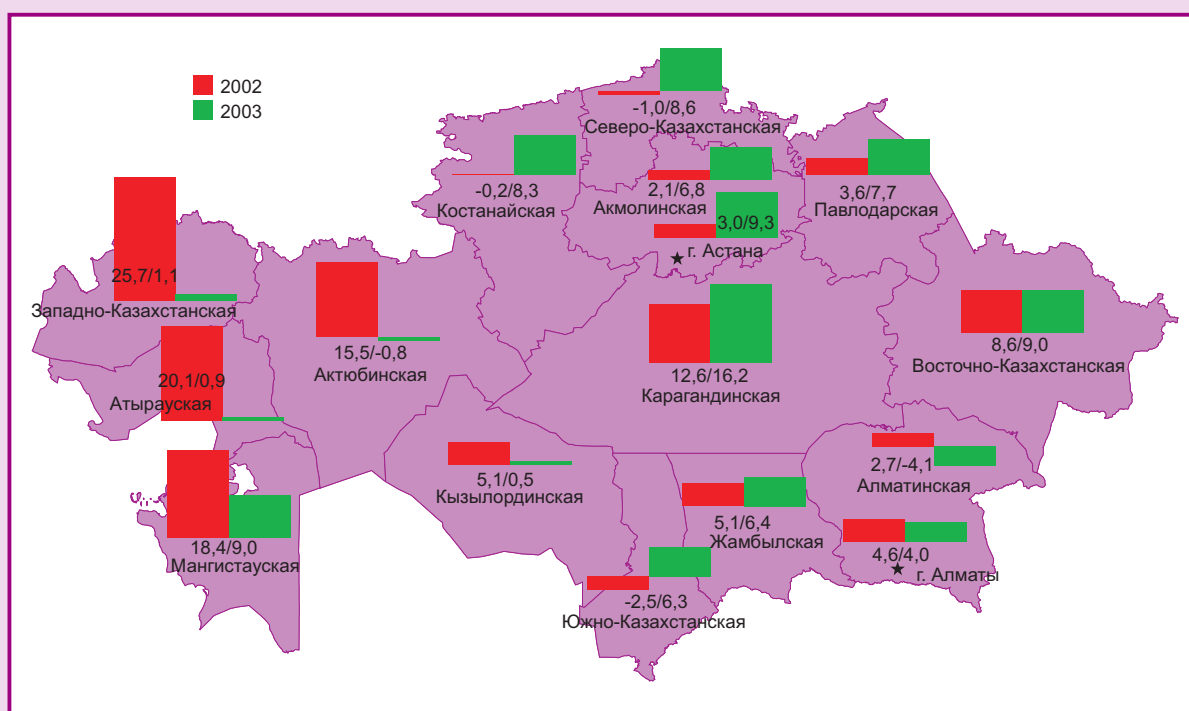 2002
2003
-1,0/8,6
Северо-Казахстанская
-0,2/8,3
Костанайская
2,1/6,8
Акмолинская
3,0/9,3
г. Астана
3,6/7,7
Павлодарская
25,7/1,1
Западно-Казахстанская
15,5/-0,8
Актюбинская
20,1/0,9
Атырауская
12,6/16,2
Карагандинская
8,6/9,0
Восточно-Казахстанская
18,4/9,0
Мангистауская
5,1/0,5
Кызылординская
5,1/6,4
Жамбылская
2,7/-4,1
Алматинская
4,6/4,0
г. Алматы
-2,5/6,3
Южно-Казахстанская